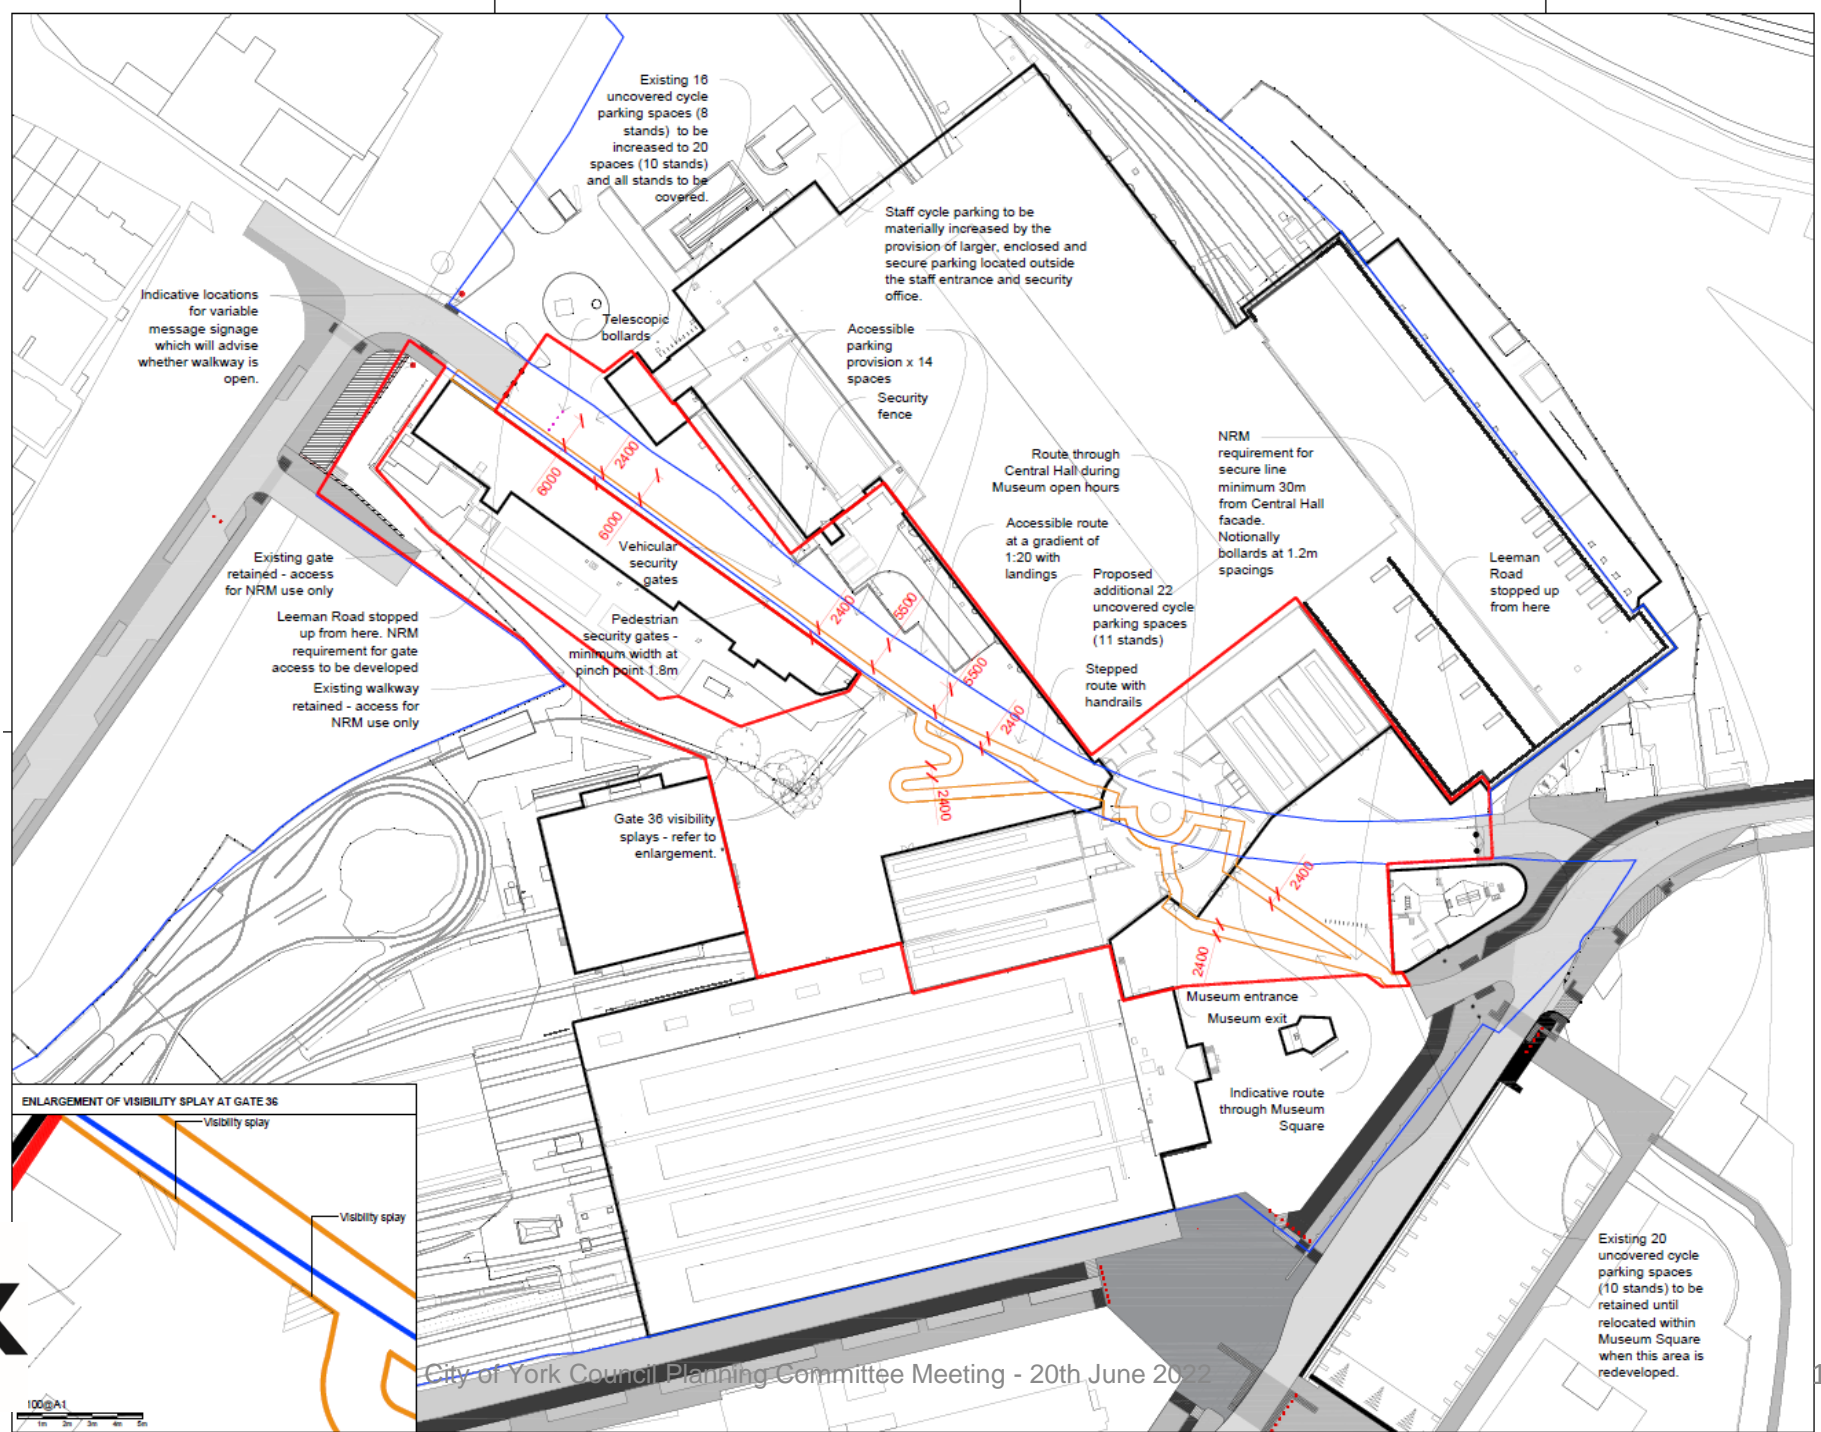 Existing 16
uncovered cycle
parking spaces (8
stands) to be
increased to 20
spaces (10 stands)
and all stands to be
covered.
Staff cycle parking to be
materially increased by the
provision of larger, enclosed and
secure parking located outside
the staff entrance and security
office.
Indicative locations
for variable
message signage
which will advise
whether walkway is
open.
Telescopic
bollards
Accessible
parking
provision x 14
spaces
Security
fence
NRM
requirement for
secure line
minimum 30m
from Central Hall
facade.
Notionally
bollards at 1.2m
spacings
Route through
Central Hall during
Museum open hours
Accessible route
at a gradient of
1:20 with
landings
Proposed
additional 22
uncovered cycle
parking spaces
(11 stands)
Leeman
Road
stopped up
from here
Stepped
route with
handrails
2400
6000
6000
Vehicular
security
gates
Existing gate
retained - access
for NRM use only
Leeman Road stopped
up from here. NRM
requirement for gate
access to be developed
Pedestrian
security gates -
minimum width at
pinch point 1.8m
Existing walkway
retained - access for
NRM use only
2400
5500
5500
2400
2400
Gate 36 visibility
splays - refer to
enlargement.
2400
2400
Museum entrance
Museum exit
Indicative route
through Museum
Square
ENLARGEMENT OF VISIBILITY SPLAY AT GATE 36
Visibility splay
Visibility splay
Existing 20
uncovered cycle
parking spaces
(10 stands) to be
retained until
relocated within
Museum Square
when this area is
redeveloped.
City of York Council Planning Committee Meeting - 20th June 2022
100@A1
1m 2m 3m 4m 5m